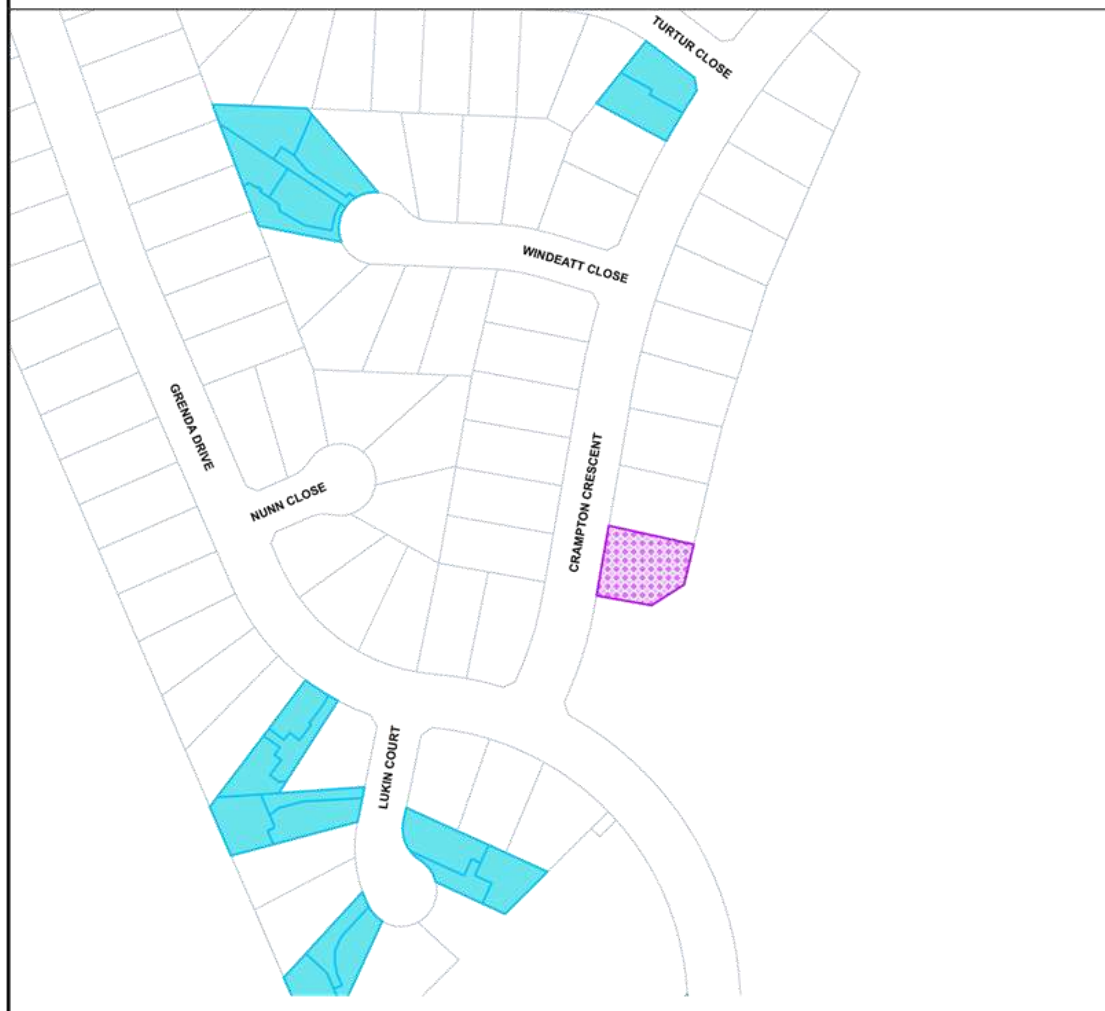 TURTUR CLOSE
WINDEATT CLOSE
GRENDA DRIVE
CRAMPTON CRESCENT
NUNN CLOSE
LUKIN COURT